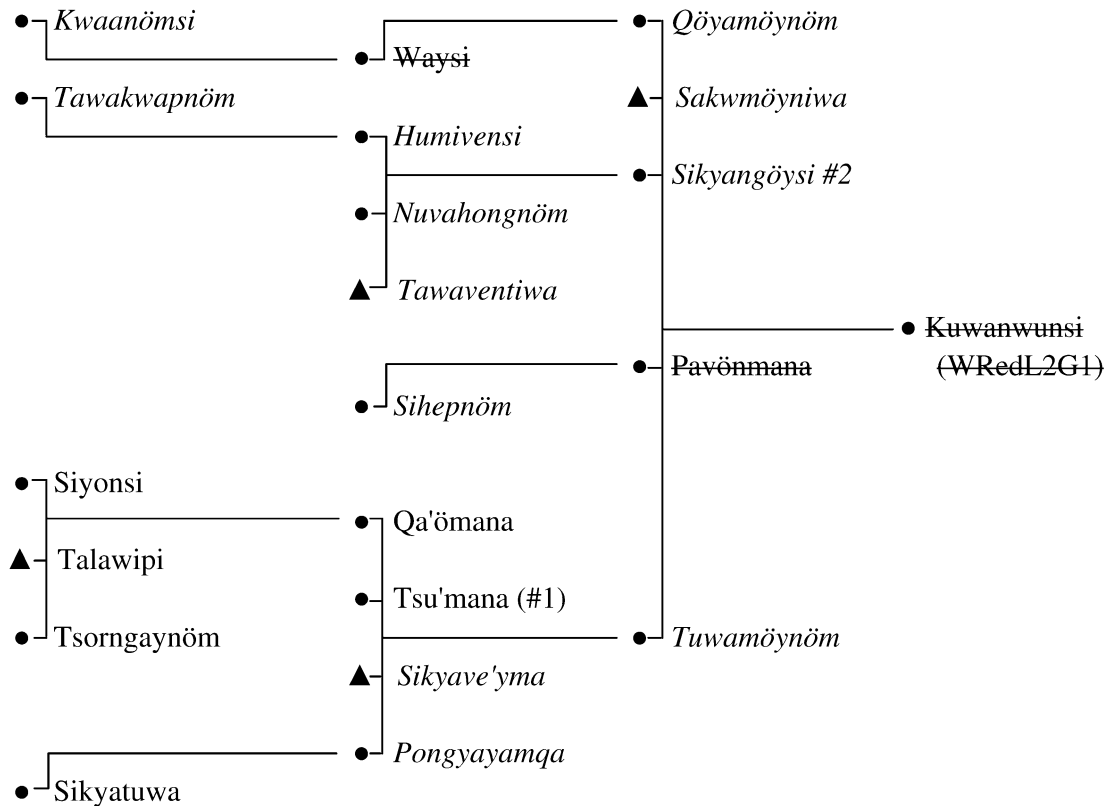 Kwaanömsi
Qöyamöynöm
Waysi
Tawakwapnöm
Sakwmöyniwa
Humivensi
Sikyangöysi #2
Nuvahongnöm
Tawaventiwa
Kuwanwunsi
(WRedL2G1)
Pavönmana
Sihepnöm
Siyonsi
Qa'ömana
Talawipi
Tsu'mana (#1)
Tsorngaynöm
Tuwamöynöm
Sikyave'yma
Pongyayamqa
Sikyatuwa